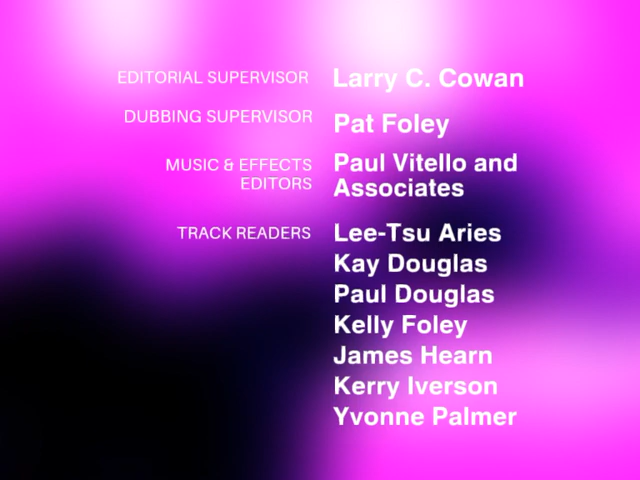 EDITORIAL SUPERVISOR Larry C. Cowan
DUBBING SUPERVISOR Pat Foley
MUSIC & EFFECTS Paul Vitello and
EDITORS Associates
TRACK READERS Lee-Tsu Aries
Kay Douglas
Paul Douglas
Kelly Foley
James Hearn
Kerry Iverson
Yvonne Palmer